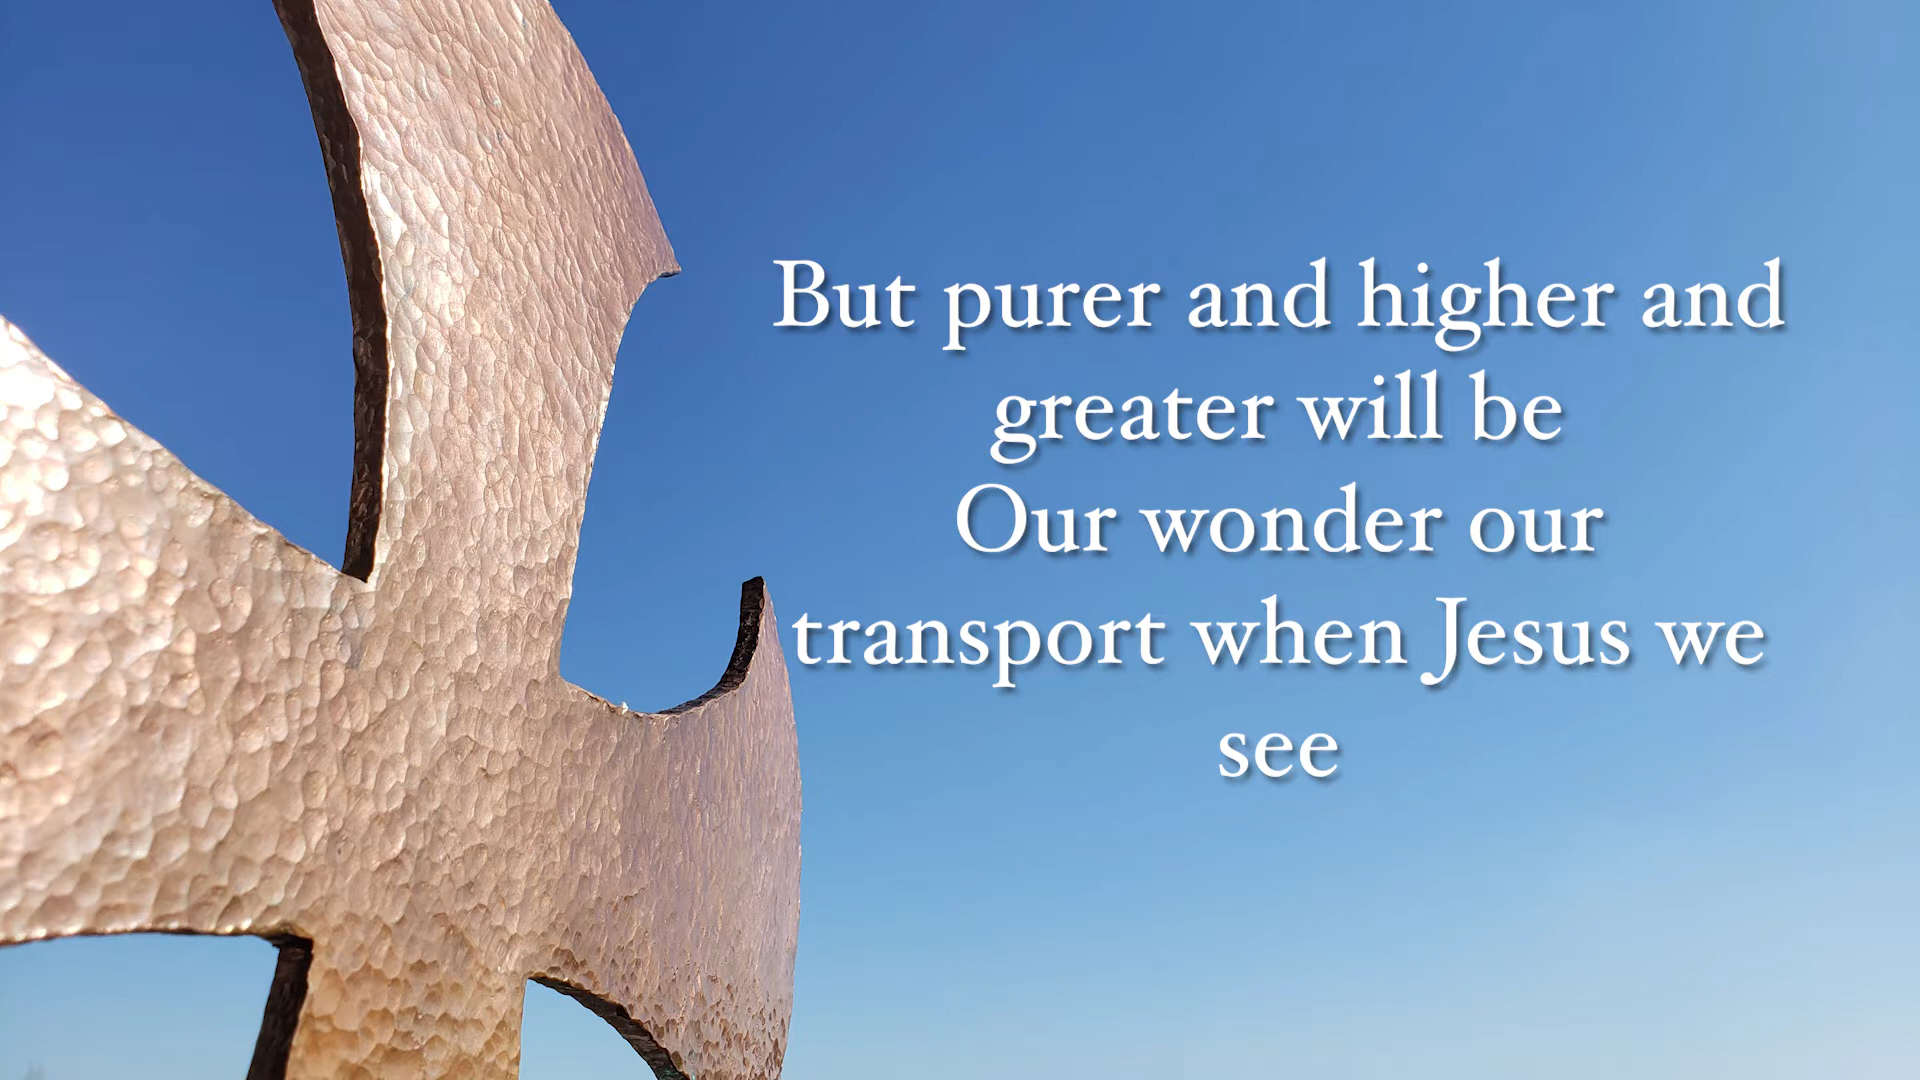 But purer and higher and
greater will be
Our wonder our
transport when Jesus we
see